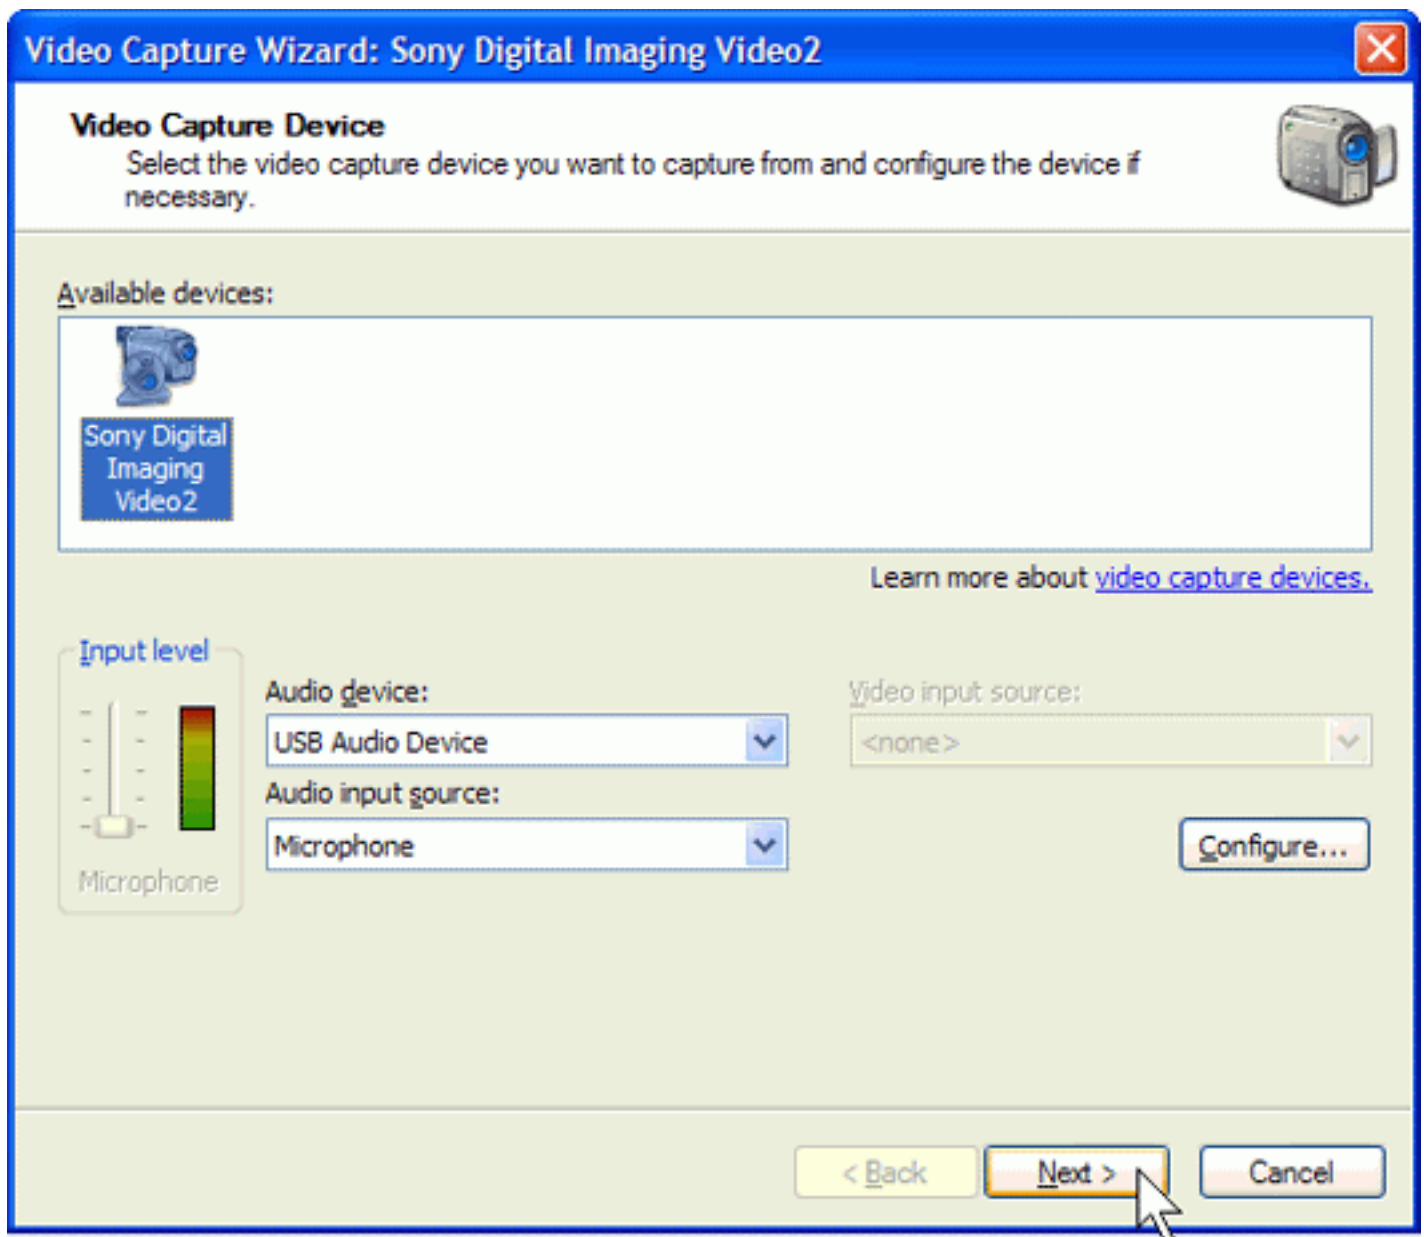 Video Capture Wizard: Sony Digital Imaging Video2
Video Capture Device
Select the video capture device you want to capture from and configure the device if
necessary.
Available devices:
Sony Digital
Imaging
Video2
Learn more about video capture devices.
Input level
Audio device:
Video input source:
USB Audio Device
<none>
Audio input source:
Microphone
Configure...
Microphone
< Back
Next >
Cancel